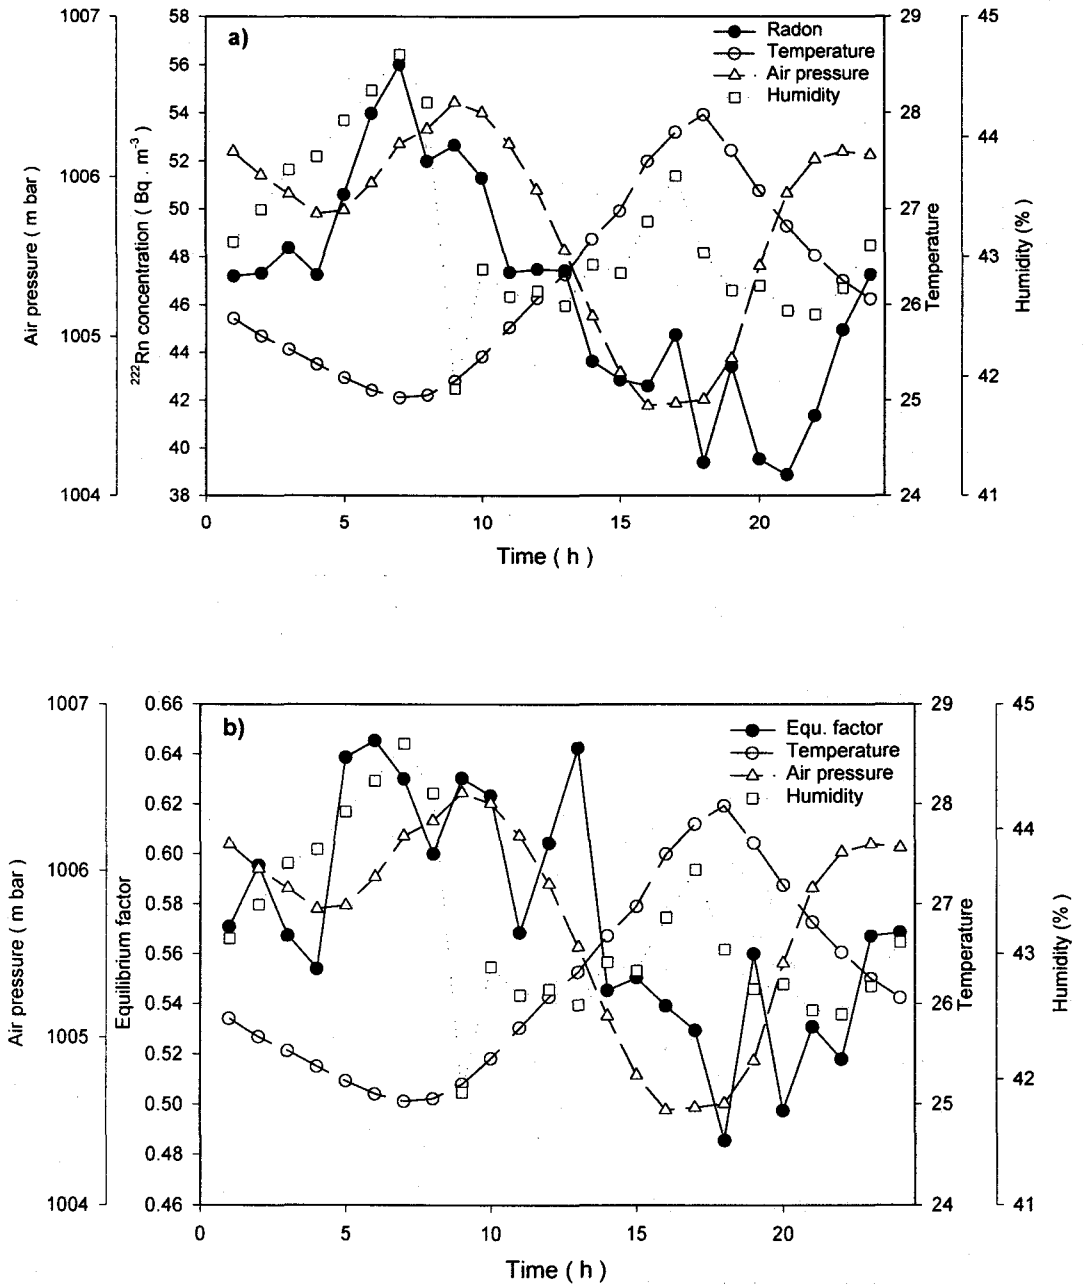 a)
Radon
Temperature
Air pressure
Humidity
1007
1006
1005
1004
Air pressure ( m bar )
58
56
54
52
50
48
46
44
42
40
38
²²²Rn concentration ( Bq . m⁻³ )
29
28
27
26
25
24
Temperature
45
44
43
42
41
Humidity (% )
0 5 10 15 20
Time ( h )
b)
Equ. factor
Temperature
Air pressure
Humidity
1007
1006
1005
1004
Air pressure ( m bar )
0.66
0.64
0.62
0.60
0.58
0.56
0.54
0.52
0.50
0.48
0.46
Equilibrium factor
29
28
27
26
25
24
Temperature
45
44
43
42
41
Humidity (% )
0 5 10 15 20
Time ( h )